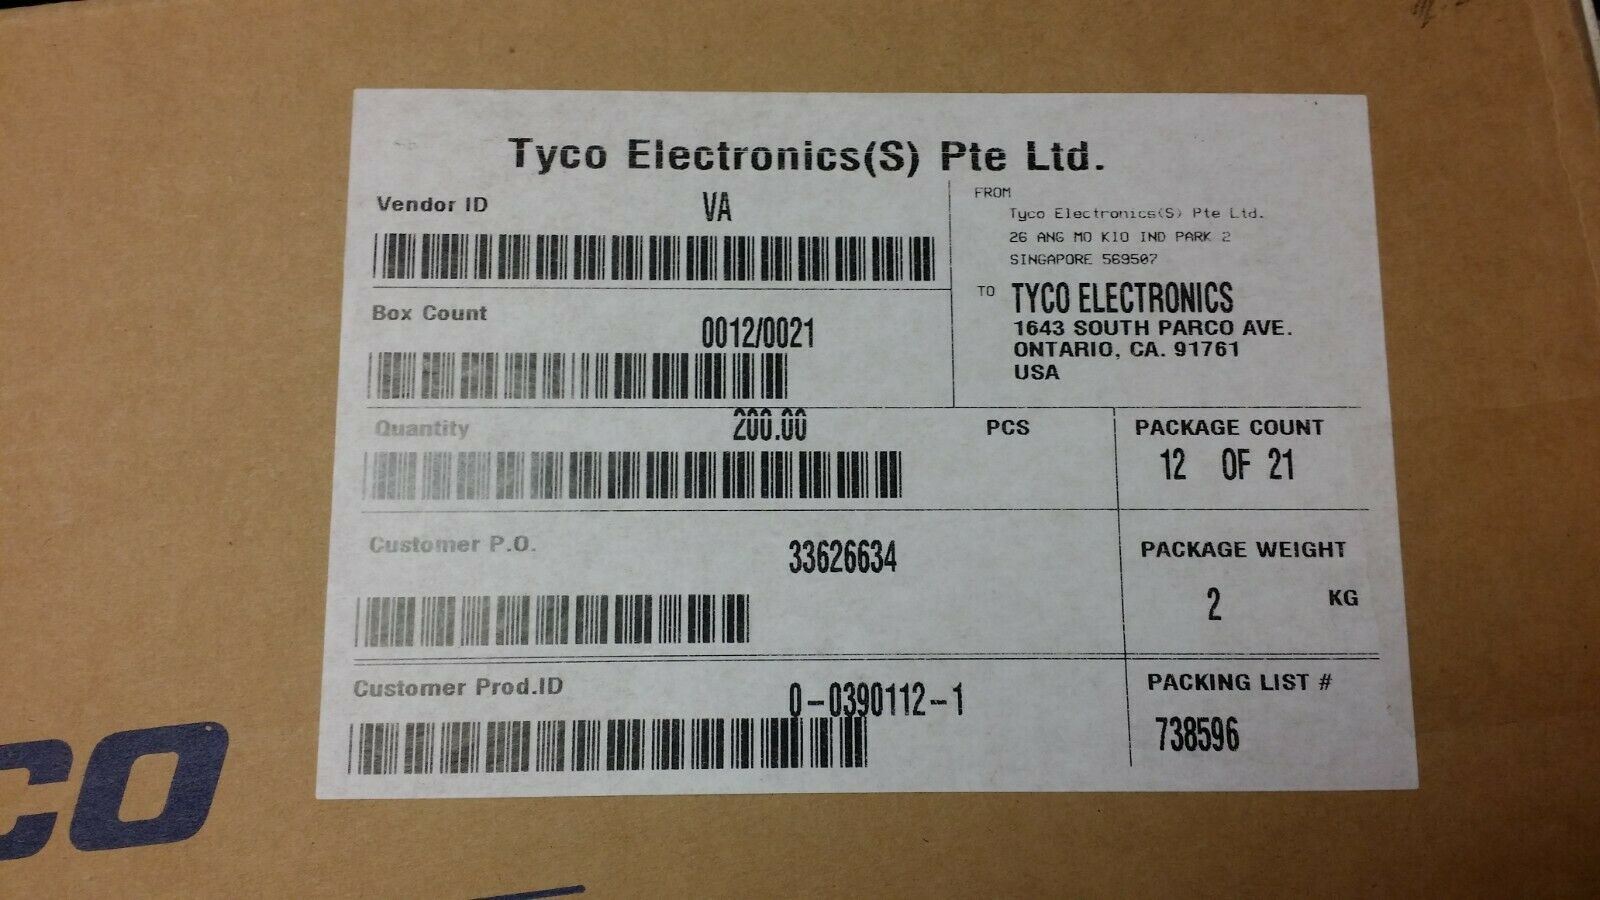 Tyco Electronics(S) Pte Ltd.
Vendor ID VA
FROM
Tyco Electronics(S) Pte Ltd.
26 ANG MO KIO IND PARK 2
SINGAPORE 569507
TO TYCO ELECTRONICS
1643 SOUTH PARCO AVE.
ONTARIO, CA. 91761
USA
Box Count 0012/0021
Quantity 200.00 PCS
PACKAGE COUNT
12 OF 21
Customer P.O. 33626634
PACKAGE WEIGHT
2 KG
Customer Prod.ID 0-0390112-1
PACKING LIST #
738596
CO